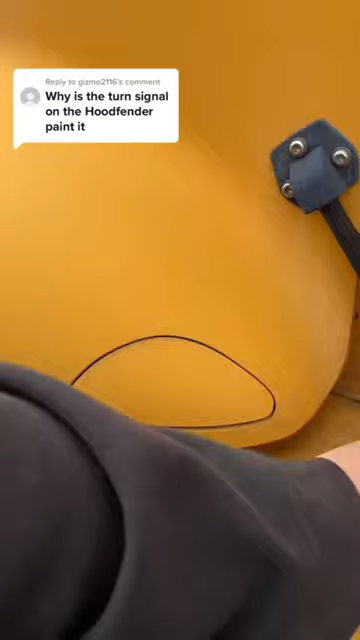 Reply to gizmo2116's comment
Why is the turn signal
on the Hoodfender
paint it